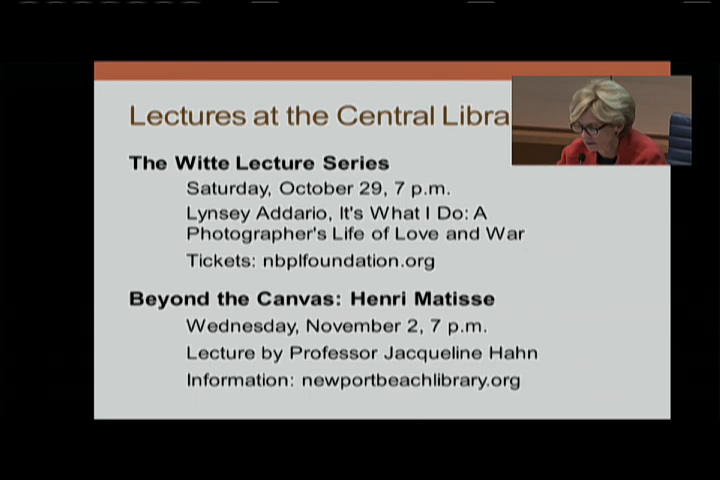 Lectures at the Central Libra
The Witte Lecture Series
Saturday, October 29, 7 p.m.
Lynsey Addario, It's What I Do: A
Photographer's Life of Love and War
Tickets: nbplfoundation.org
Beyond the Canvas: Henri Matisse
Wednesday, November 2, 7 p.m.
Lecture by Professor Jacqueline Hahn
Information: newportbeachlibrary.org